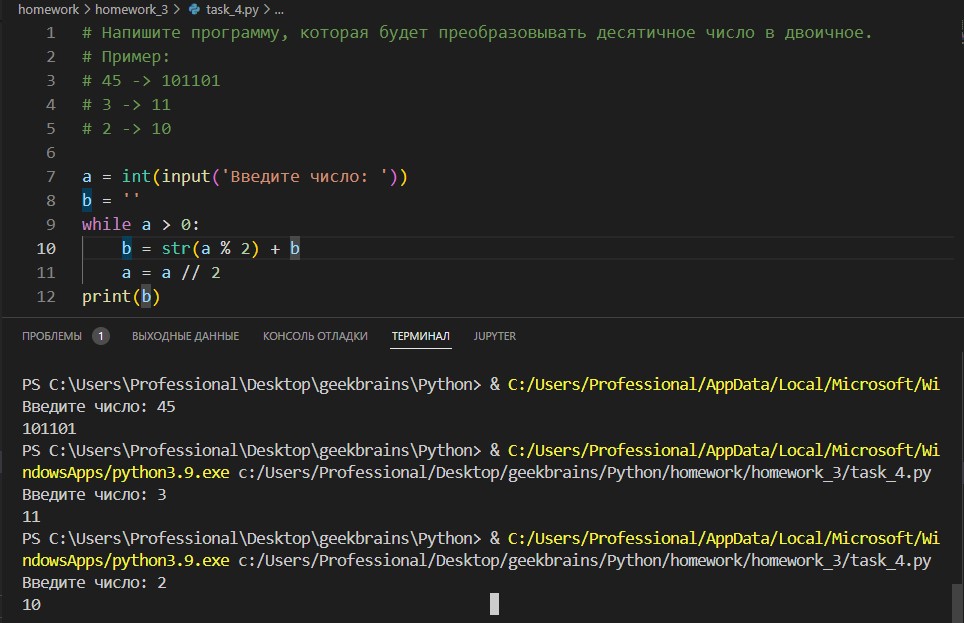 homework > homework_3 > task_4.py > ...
1 # Напишите программу, которая будет преобразовывать десятичное число в двоичное.
2 # Пример:
3 # 45 -> 101101
4 # 3 -> 11
5 # 2 -> 10
6
7 a = int(input('Введите число: '))
8 b = ''
9 while a > 0:
10     b = str(a % 2) + b
11     a = a // 2
12 print(b)
ПРОБЛЕМЫ 1 ВЫХОДНЫЕ ДАННЫЕ КОНСОЛЬ ОТЛАДКИ ТЕРМИНАЛ JUPYTER
PS C:\Users\Professional\Desktop\geekbrains\Python> & C:/Users/Professional/AppData/Local/Microsoft/Wi
Введите число: 45
101101
PS C:\Users\Professional\Desktop\geekbrains\Python> & C:/Users/Professional/AppData/Local/Microsoft/Wi
ndowsApps/python3.9.exe c:/Users/Professional/Desktop/geekbrains/Python/homework/homework_3/task_4.py
Введите число: 3
11
PS C:\Users\Professional\Desktop\geekbrains\Python> & C:/Users/Professional/AppData/Local/Microsoft/Wi
ndowsApps/python3.9.exe c:/Users/Professional/Desktop/geekbrains/Python/homework/homework_3/task_4.py
Введите число: 2
10